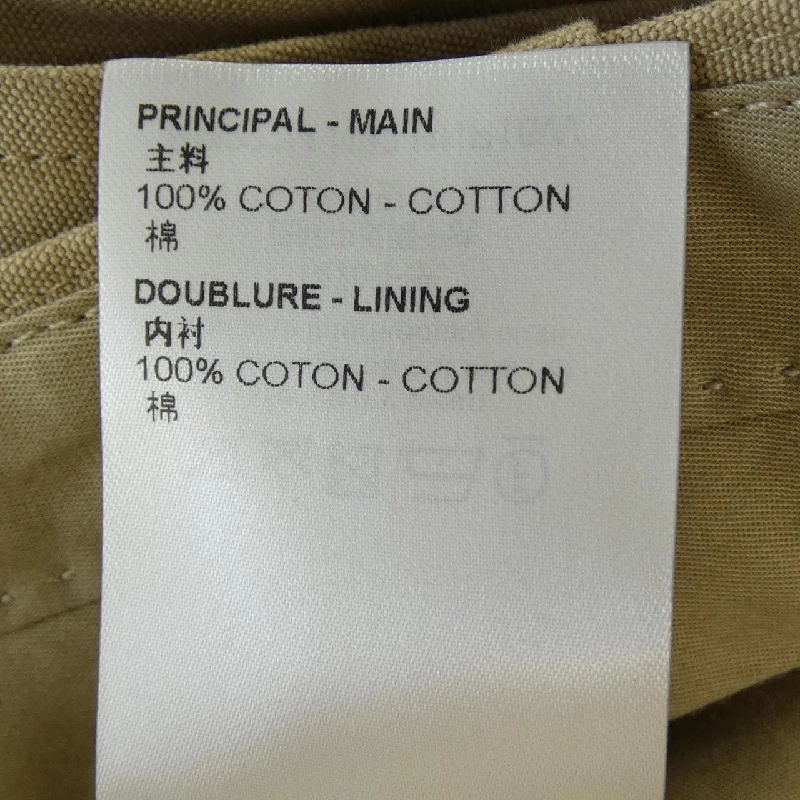 PRINCIPAL - MAIN
主料
100% COTON - COTTON
棉
DOUBLURE - LINING
内衬
100% COTON - COTTON
棉